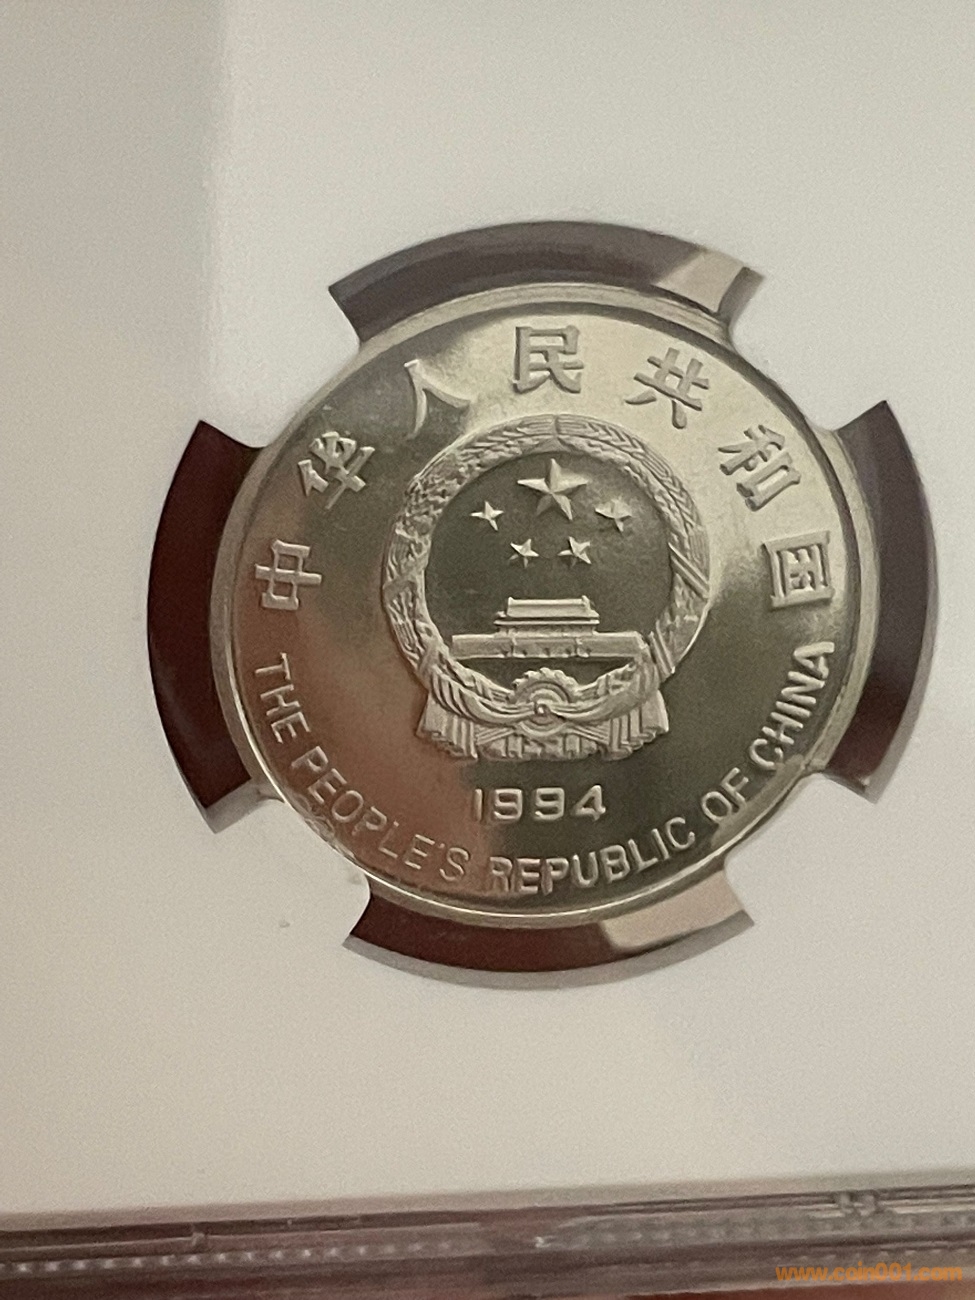 中华人民共和国
1994
THE PEOPLE'S REPUBLIC OF CHINA
www.coin001.com